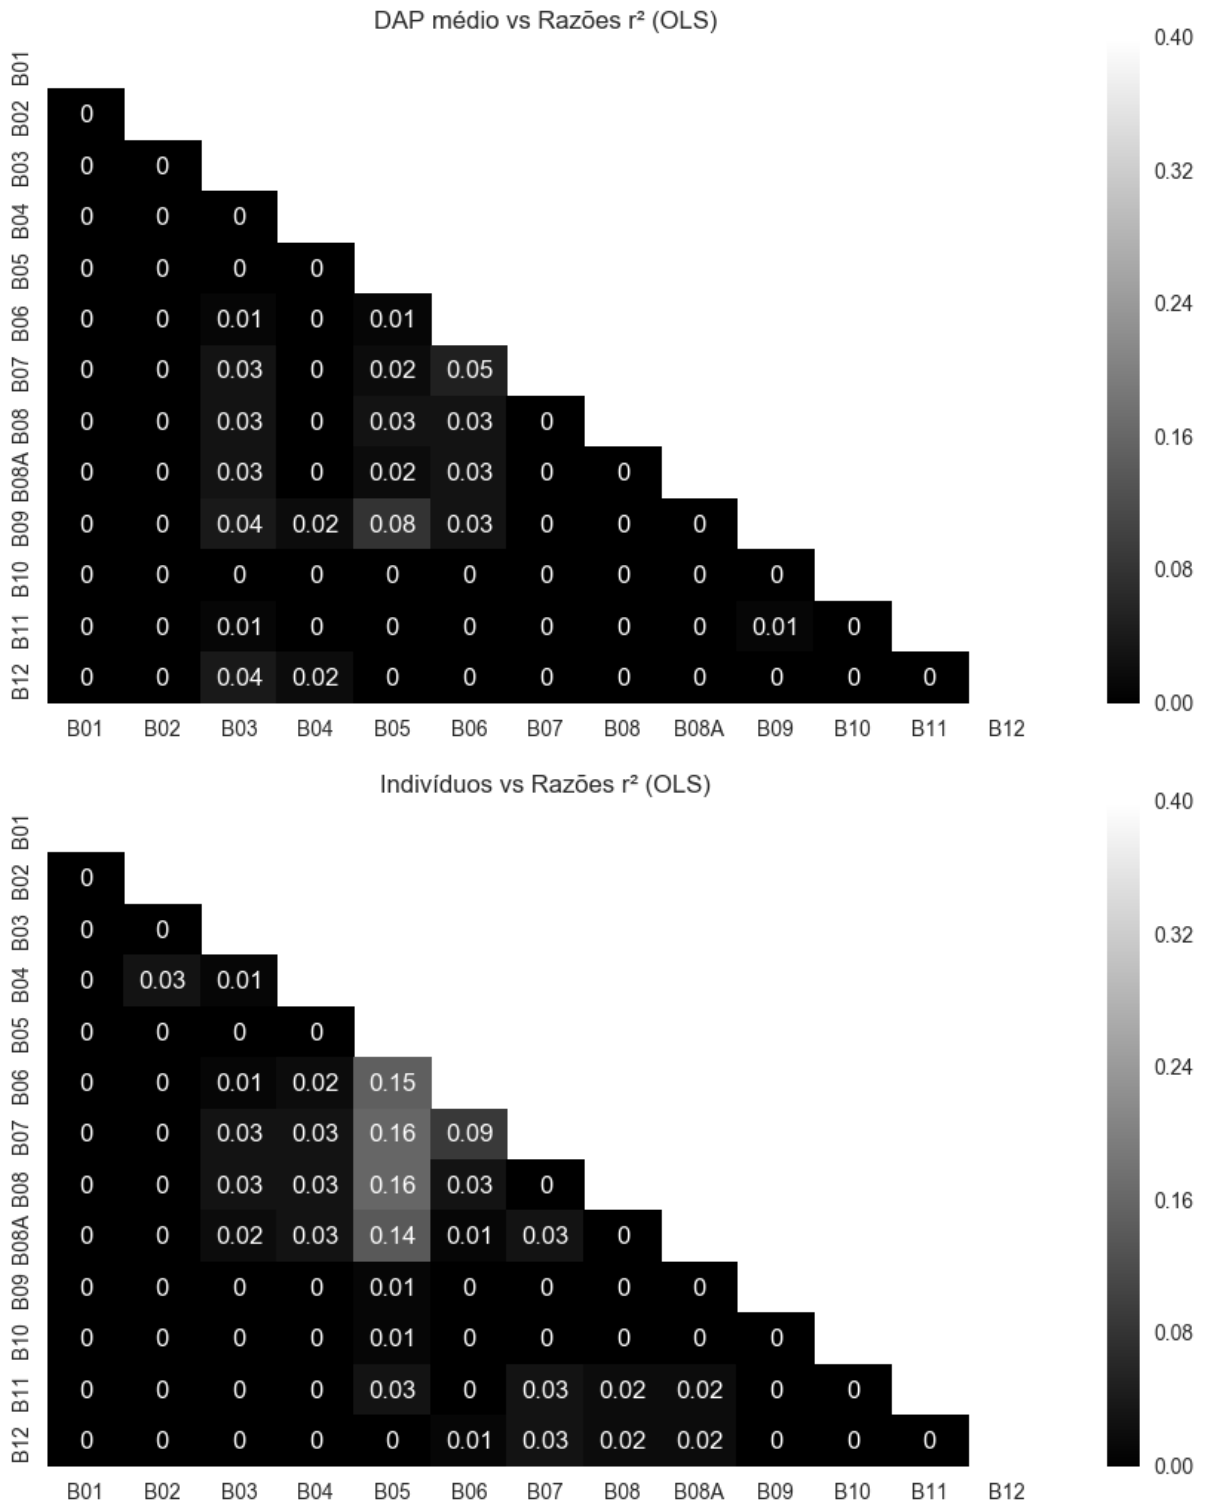 DAP médio vs Razões r² (OLS)
B01
B02 0
B03 0 0
B04 0 0 0
B05 0 0 0 0
B06 0 0 0.01 0 0.01
B07 0 0 0.03 0 0.02 0.05
B08 0 0 0.03 0 0.03 0.03 0
B08A 0 0 0.03 0 0.02 0.03 0 0
B09 0 0 0.04 0.02 0.08 0.03 0 0 0
B10 0 0 0 0 0 0 0 0 0 0
B11 0 0 0.01 0 0 0 0 0 0 0.01 0
B12 0 0 0.04 0.02 0 0 0 0 0 0 0 0
B01 B02 B03 B04 B05 B06 B07 B08 B08A B09 B10 B11 B12
0.40
0.32
0.24
0.16
0.08
0.00
Indivíduos vs Razões r² (OLS)
B01
B02 0
B03 0 0
B04 0 0.03 0.01
B05 0 0 0 0
B06 0 0 0.01 0.02 0.15
B07 0 0 0.03 0.03 0.16 0.09
B08 0 0 0.03 0.03 0.16 0.03 0
B08A 0 0 0.02 0.03 0.14 0.01 0.03 0
B09 0 0 0 0 0.01 0 0 0 0
B10 0 0 0 0 0.01 0 0 0 0 0
B11 0 0 0 0 0.03 0 0.03 0.02 0.02 0 0
B12 0 0 0 0 0 0.01 0.03 0.02 0.02 0 0 0
B01 B02 B03 B04 B05 B06 B07 B08 B08A B09 B10 B11 B12
0.40
0.32
0.24
0.16
0.08
0.00